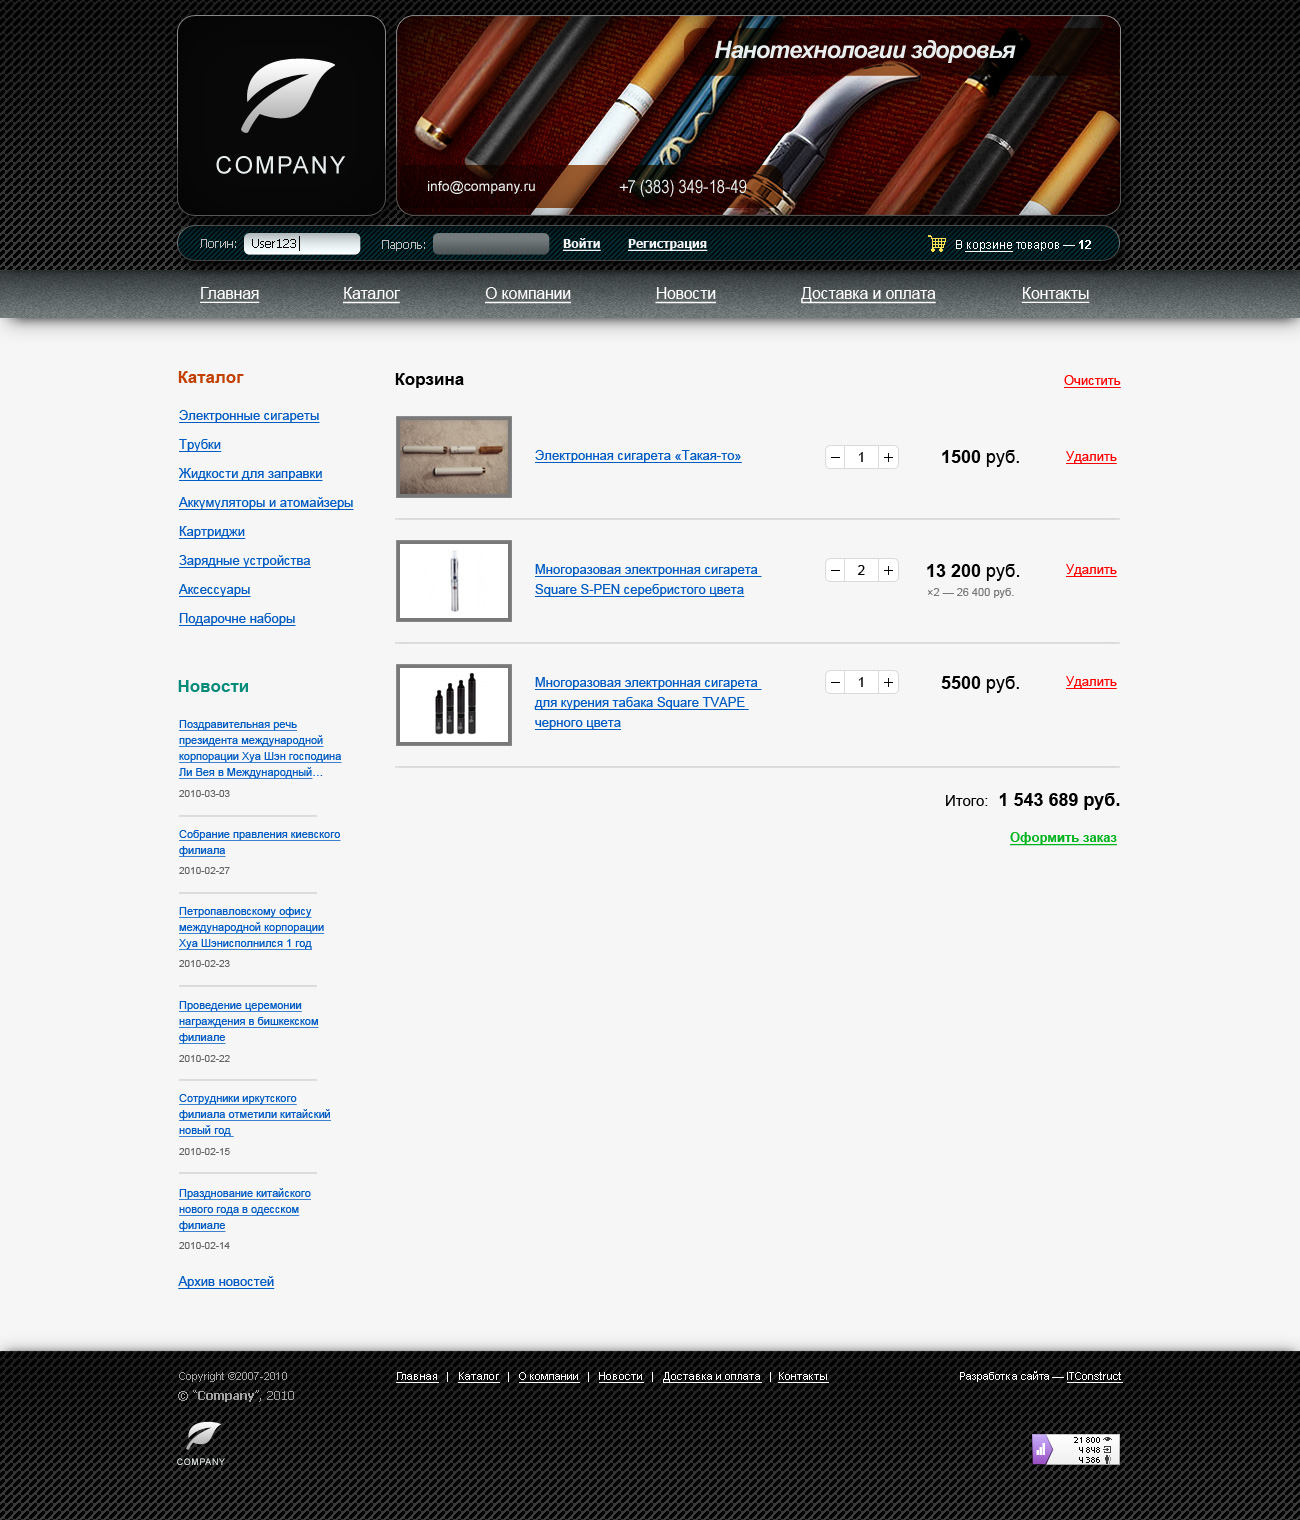 COMPANY
Нанотехнологии здоровья
info@company.ru
+7 (383) 349-18-49
Логин: User123 Пароль: Войти Регистрация В корзине товаров — 12
Главная Каталог О компании Новости Доставка и оплата Контакты
Каталог
Электронные сигареты
Трубки
Жидкости для заправки
Аккумуляторы и атомайзеры
Картриджи
Зарядные устройства
Аксессуары
Подарочне наборы
Новости
Поздравительная речь
президента международной
корпорации Хуа Шэн господина
Ли Вея в Международный…
2010-03-03
Собрание правления киевского
филиала
2010-02-27
Петропавловскому офису
международной корпорации
Хуа Шэнисполнился 1 год
2010-02-23
Проведение церемонии
награждения в бишкекском
филиале
2010-02-22
Сотрудники иркутского
филиала отметили китайский
новый год
2010-02-15
Празднование китайского
нового года в одесском
филиале
2010-02-14
Архив новостей
Корзина Очистить
Электронная сигарета «Такая-то» − 1 + 1500 руб. Удалить
Многоразовая электронная сигарета − 2 + 13 200 руб. Удалить
Square S-PEN серебристого цвета ×2 — 26 400 руб.
Многоразовая электронная сигарета − 1 + 5500 руб. Удалить
для курения табака Square TVAPE
черного цвета
Итого: 1 543 689 руб.
Оформить заказ
Copyright ©2007-2010
© “Company”, 2010
COMPANY
Главная | Каталог | О компании | Новости | Доставка и оплата | Контакты
Разработка сайта — ITConstruct
21 800
4 848
4 386